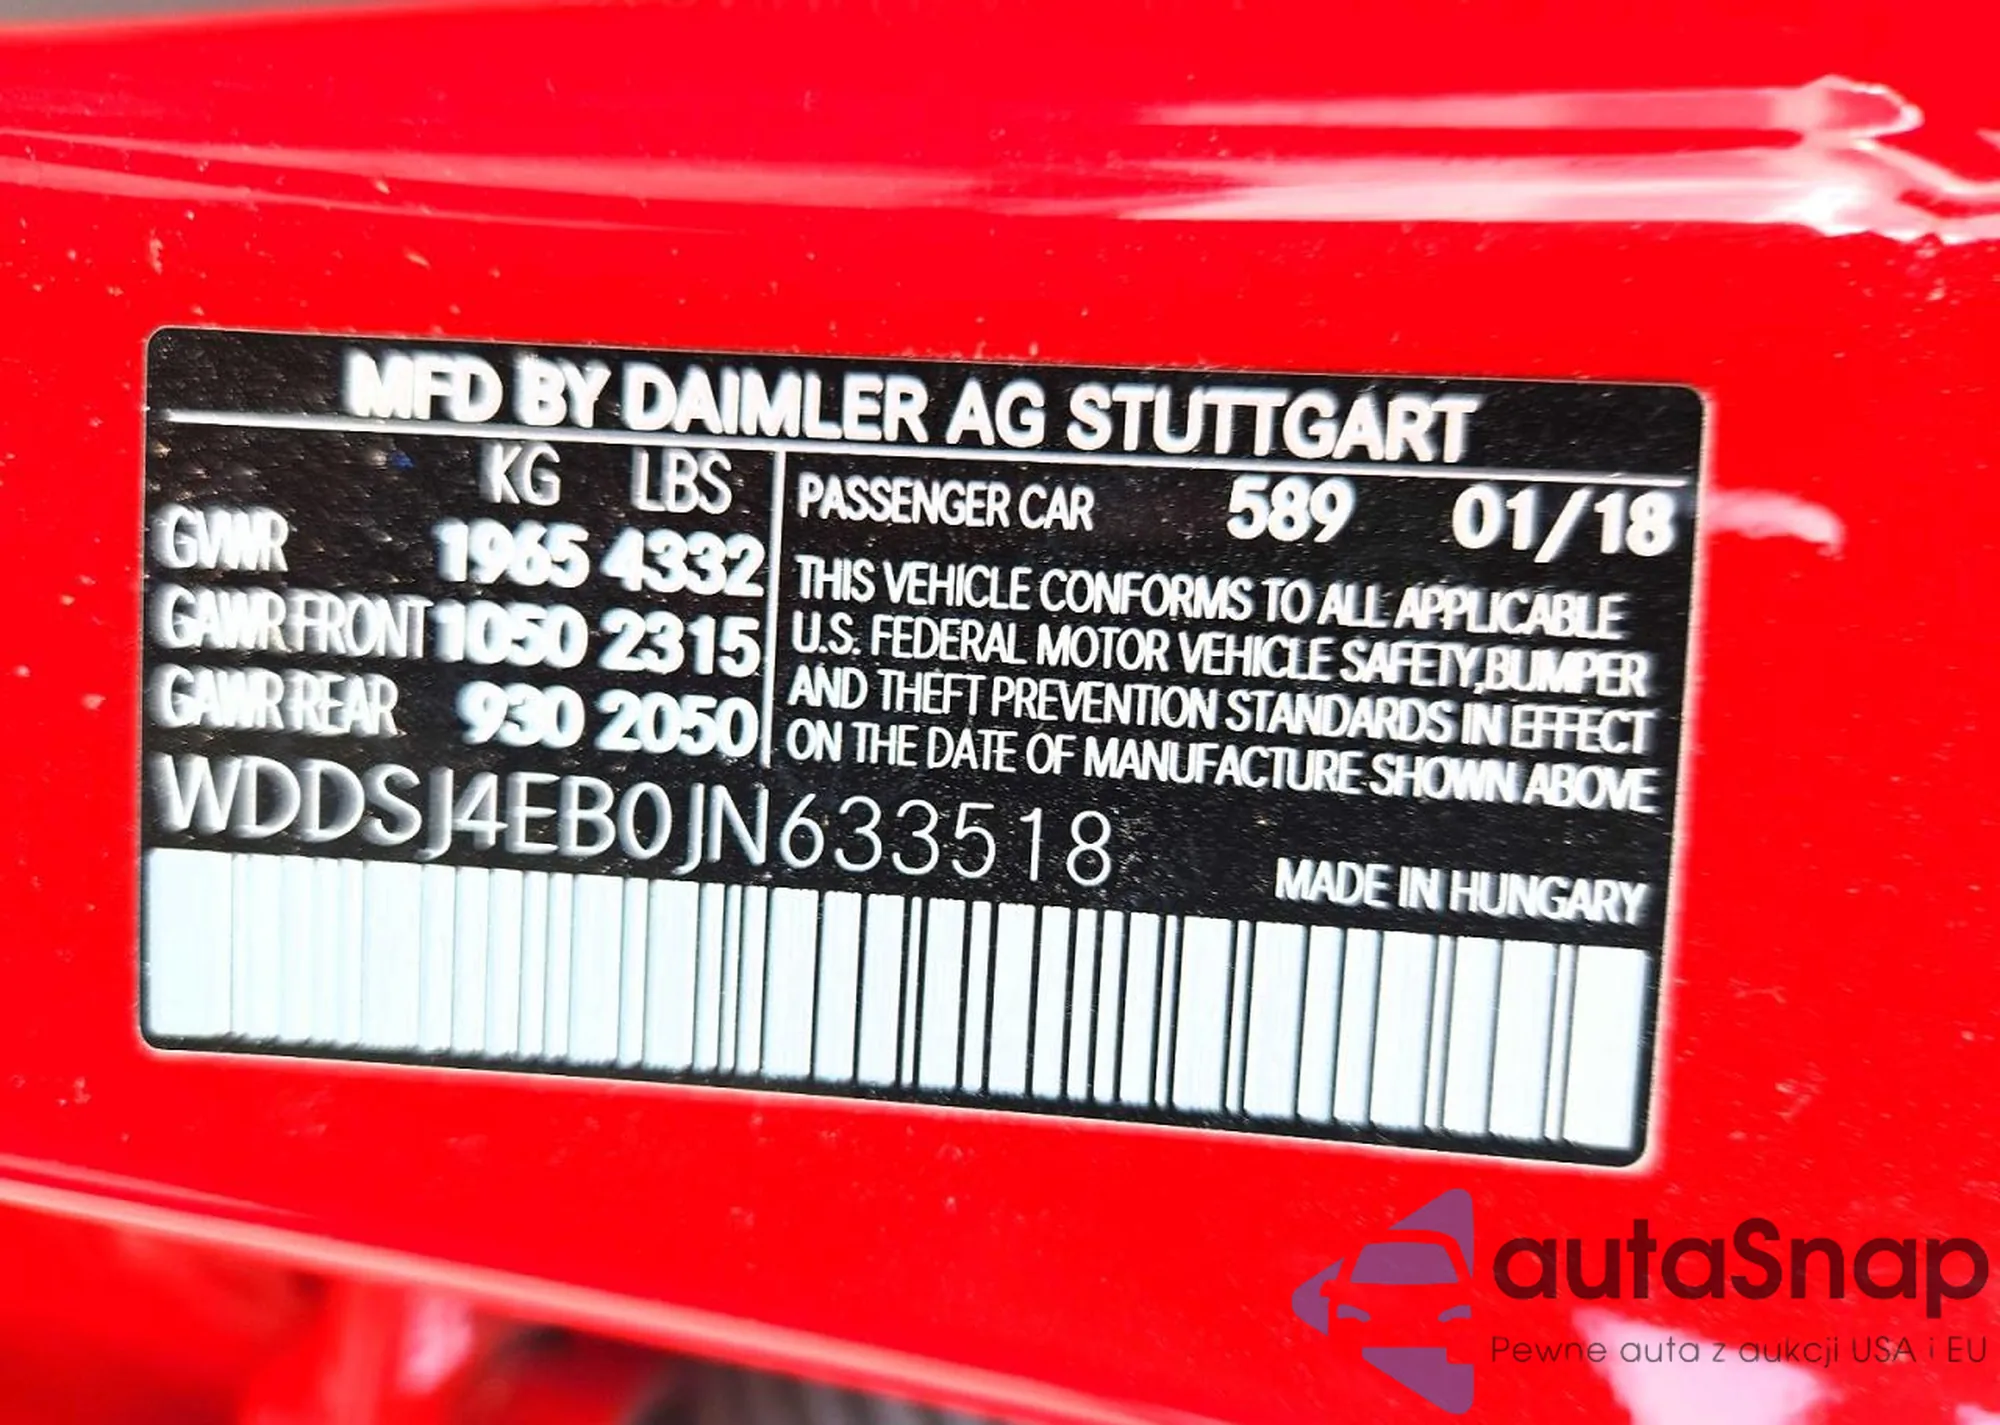 MFD BY DAIMLER AG STUTTGART
KG LBS
GVWR 1965 4332
GAWR FRONT 1050 2315
GAWR REAR 930 2050
PASSENGER CAR 589 01/18
THIS VEHICLE CONFORMS TO ALL APPLICABLE
U.S. FEDERAL MOTOR VEHICLE SAFETY,BUMPER
AND THEFT PREVENTION STANDARDS IN EFFECT
ON THE DATE OF MANUFACTURE SHOWN ABOVE
WDDSJ4EB0JN633518
MADE IN HUNGARY
autaSnap
Pewne auta z aukcji USA i EU